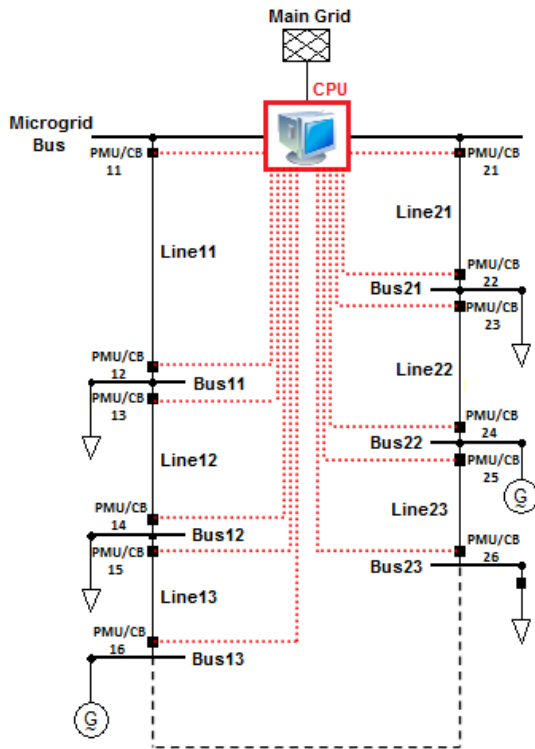 Main Grid
CPU
Microgrid
Bus
PMU/CB
11
PMU/CB
21
Line11
Line21
PMU/CB
22
Bus21
PMU/CB
23
PMU/CB
12
Bus11
PMU/CB
13
Line22
Line12
PMU/CB
24
Bus22
PMU/CB
25
G
PMU/CB
14
Bus12
PMU/CB
15
Line23
PMU/CB
26
Bus23
Line13
PMU/CB
16
Bus13
G